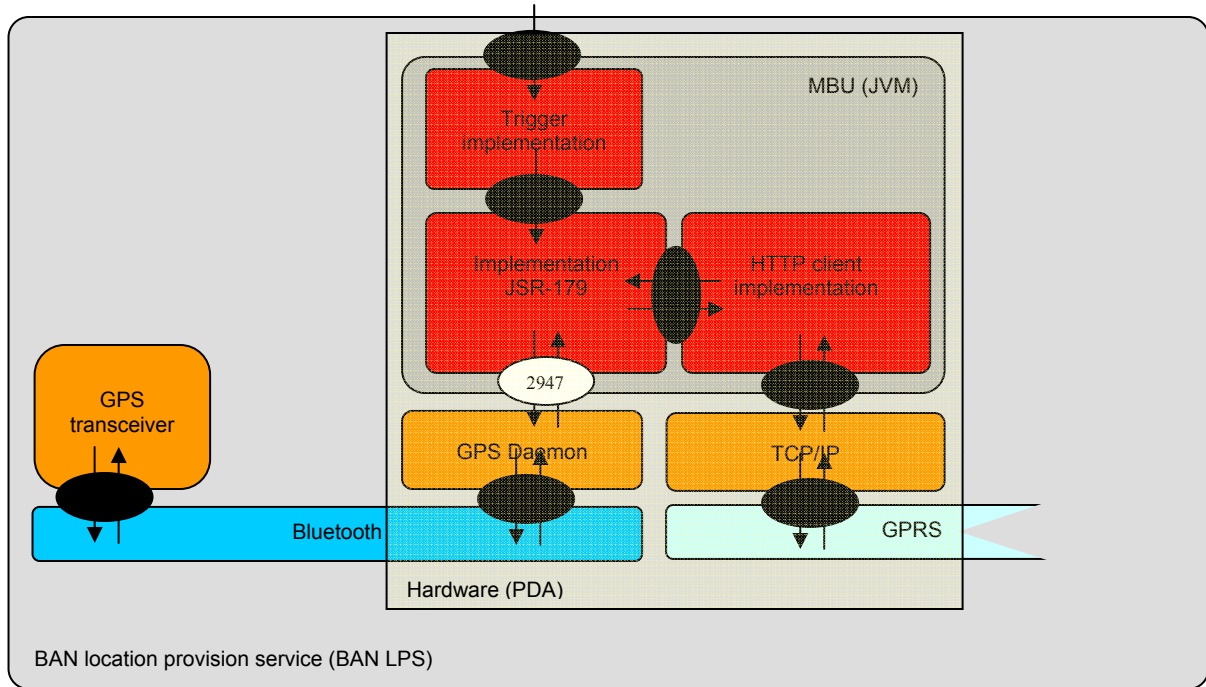 MBU (JVM)
Trigger
implementation
Implementation
JSR-179
HTTP client
implementation
2947
GPS
transceiver
GPS Daemon
TCP/IP
Bluetooth
GPRS
Hardware (PDA)
BAN location provision service (BAN LPS)